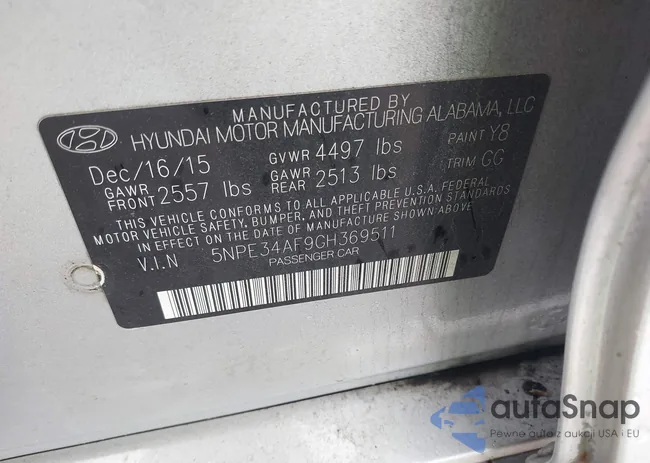 MANUFACTURED BY
HYUNDAI MOTOR MANUFACTURING ALABAMA, LLC
Dec/16/15 GVWR 4497 lbs PAINT Y8
GAWR FRONT 2557 lbs GAWR REAR 2513 lbs TRIM GG
THIS VEHICLE CONFORMS TO ALL APPLICABLE U.S.A. FEDERAL
MOTOR VEHICLE SAFETY, BUMPER, AND THEFT PREVENTION STANDARDS
IN EFFECT ON THE DATE OF MANUFACTURE SHOWN ABOVE.
V.I.N 5NPE34AF9GH369511
PASSENGER CAR
autoSnap
Pewne auto z aukcji USA i EU